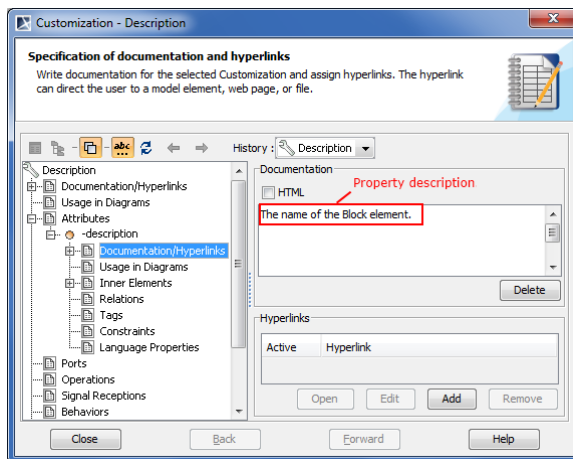 Customization - Description
Specification of documentation and hyperlinks
Write documentation for the selected Customization and assign hyperlinks. The hyperlink
can direct the user to a model element, web page, or file.
History : Description
Description
Documentation/Hyperlinks
Usage in Diagrams
Attributes
-description
Documentation/Hyperlinks
Usage in Diagrams
Inner Elements
Relations
Tags
Constraints
Language Properties
Ports
Operations
Signal Receptions
Behaviors
Documentation
HTML
Property description
The name of the Block element.
Delete
Hyperlinks
Active Hyperlink
Open Edit Add Remove
Close Back Forward Help